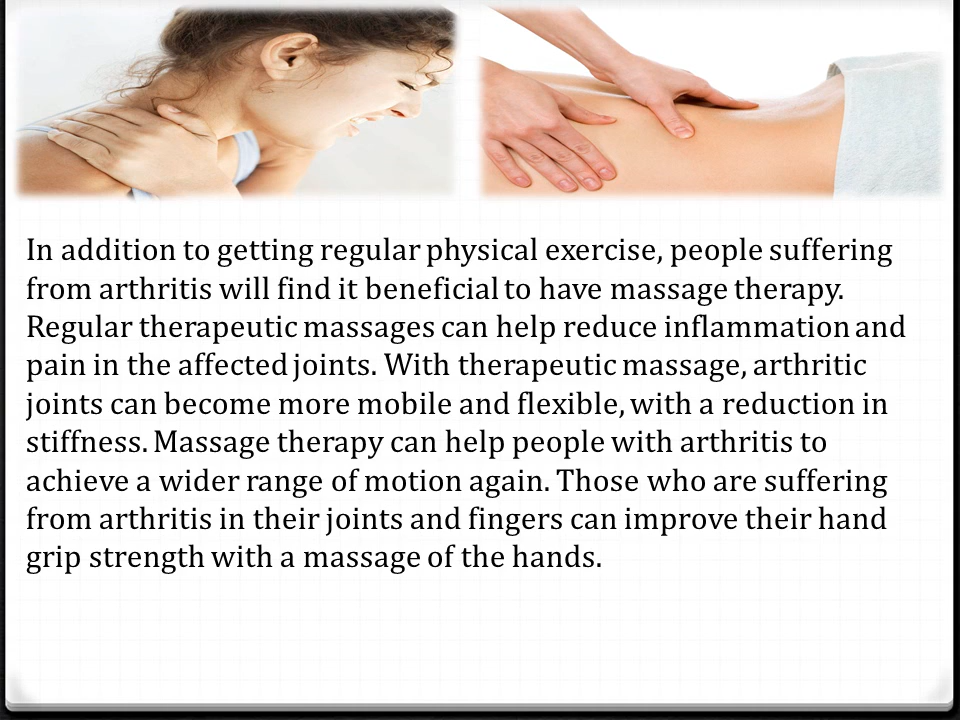 In addition to getting regular physical exercise, people suffering
from arthritis will find it beneficial to have massage therapy.
Regular therapeutic massages can help reduce inflammation and
pain in the affected joints. With therapeutic massage, arthritic
joints can become more mobile and flexible, with a reduction in
stiffness. Massage therapy can help people with arthritis to
achieve a wider range of motion again. Those who are suffering
from arthritis in their joints and fingers can improve their hand
grip strength with a massage of the hands.